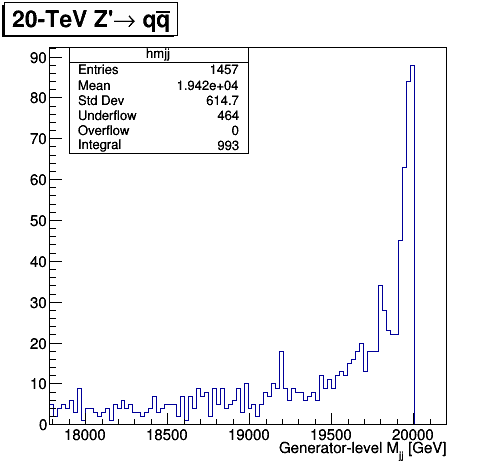 20-TeV Z'→ qq̅
hmjj
Entries 1457
Mean 1.942e+04
Std Dev 614.7
Underflow 464
Overflow 0
Integral 993
90
80
70
60
50
40
30
20
10
0
18000 18500 19000 19500 20000
Generator-level Mjj [GeV]